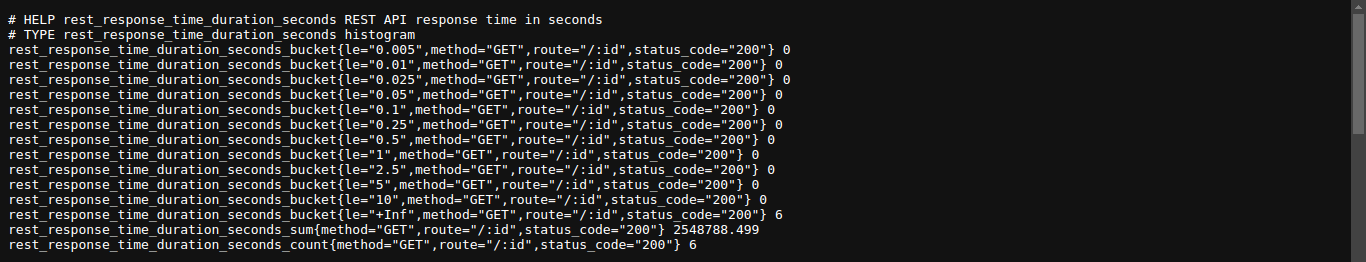 # HELP rest_response_time_duration_seconds REST API response time in seconds
# TYPE rest_response_time_duration_seconds histogram
rest_response_time_duration_seconds_bucket{le="0.005",method="GET",route="/:id",status_code="200"} 0
rest_response_time_duration_seconds_bucket{le="0.01",method="GET",route="/:id",status_code="200"} 0
rest_response_time_duration_seconds_bucket{le="0.025",method="GET",route="/:id",status_code="200"} 0
rest_response_time_duration_seconds_bucket{le="0.05",method="GET",route="/:id",status_code="200"} 0
rest_response_time_duration_seconds_bucket{le="0.1",method="GET",route="/:id",status_code="200"} 0
rest_response_time_duration_seconds_bucket{le="0.25",method="GET",route="/:id",status_code="200"} 0
rest_response_time_duration_seconds_bucket{le="0.5",method="GET",route="/:id",status_code="200"} 0
rest_response_time_duration_seconds_bucket{le="1",method="GET",route="/:id",status_code="200"} 0
rest_response_time_duration_seconds_bucket{le="2.5",method="GET",route="/:id",status_code="200"} 0
rest_response_time_duration_seconds_bucket{le="5",method="GET",route="/:id",status_code="200"} 0
rest_response_time_duration_seconds_bucket{le="10",method="GET",route="/:id",status_code="200"} 0
rest_response_time_duration_seconds_bucket{le="+Inf",method="GET",route="/:id",status_code="200"} 6
rest_response_time_duration_seconds_sum{method="GET",route="/:id",status_code="200"} 2548788.499
rest_response_time_duration_seconds_count{method="GET",route="/:id",status_code="200"} 6